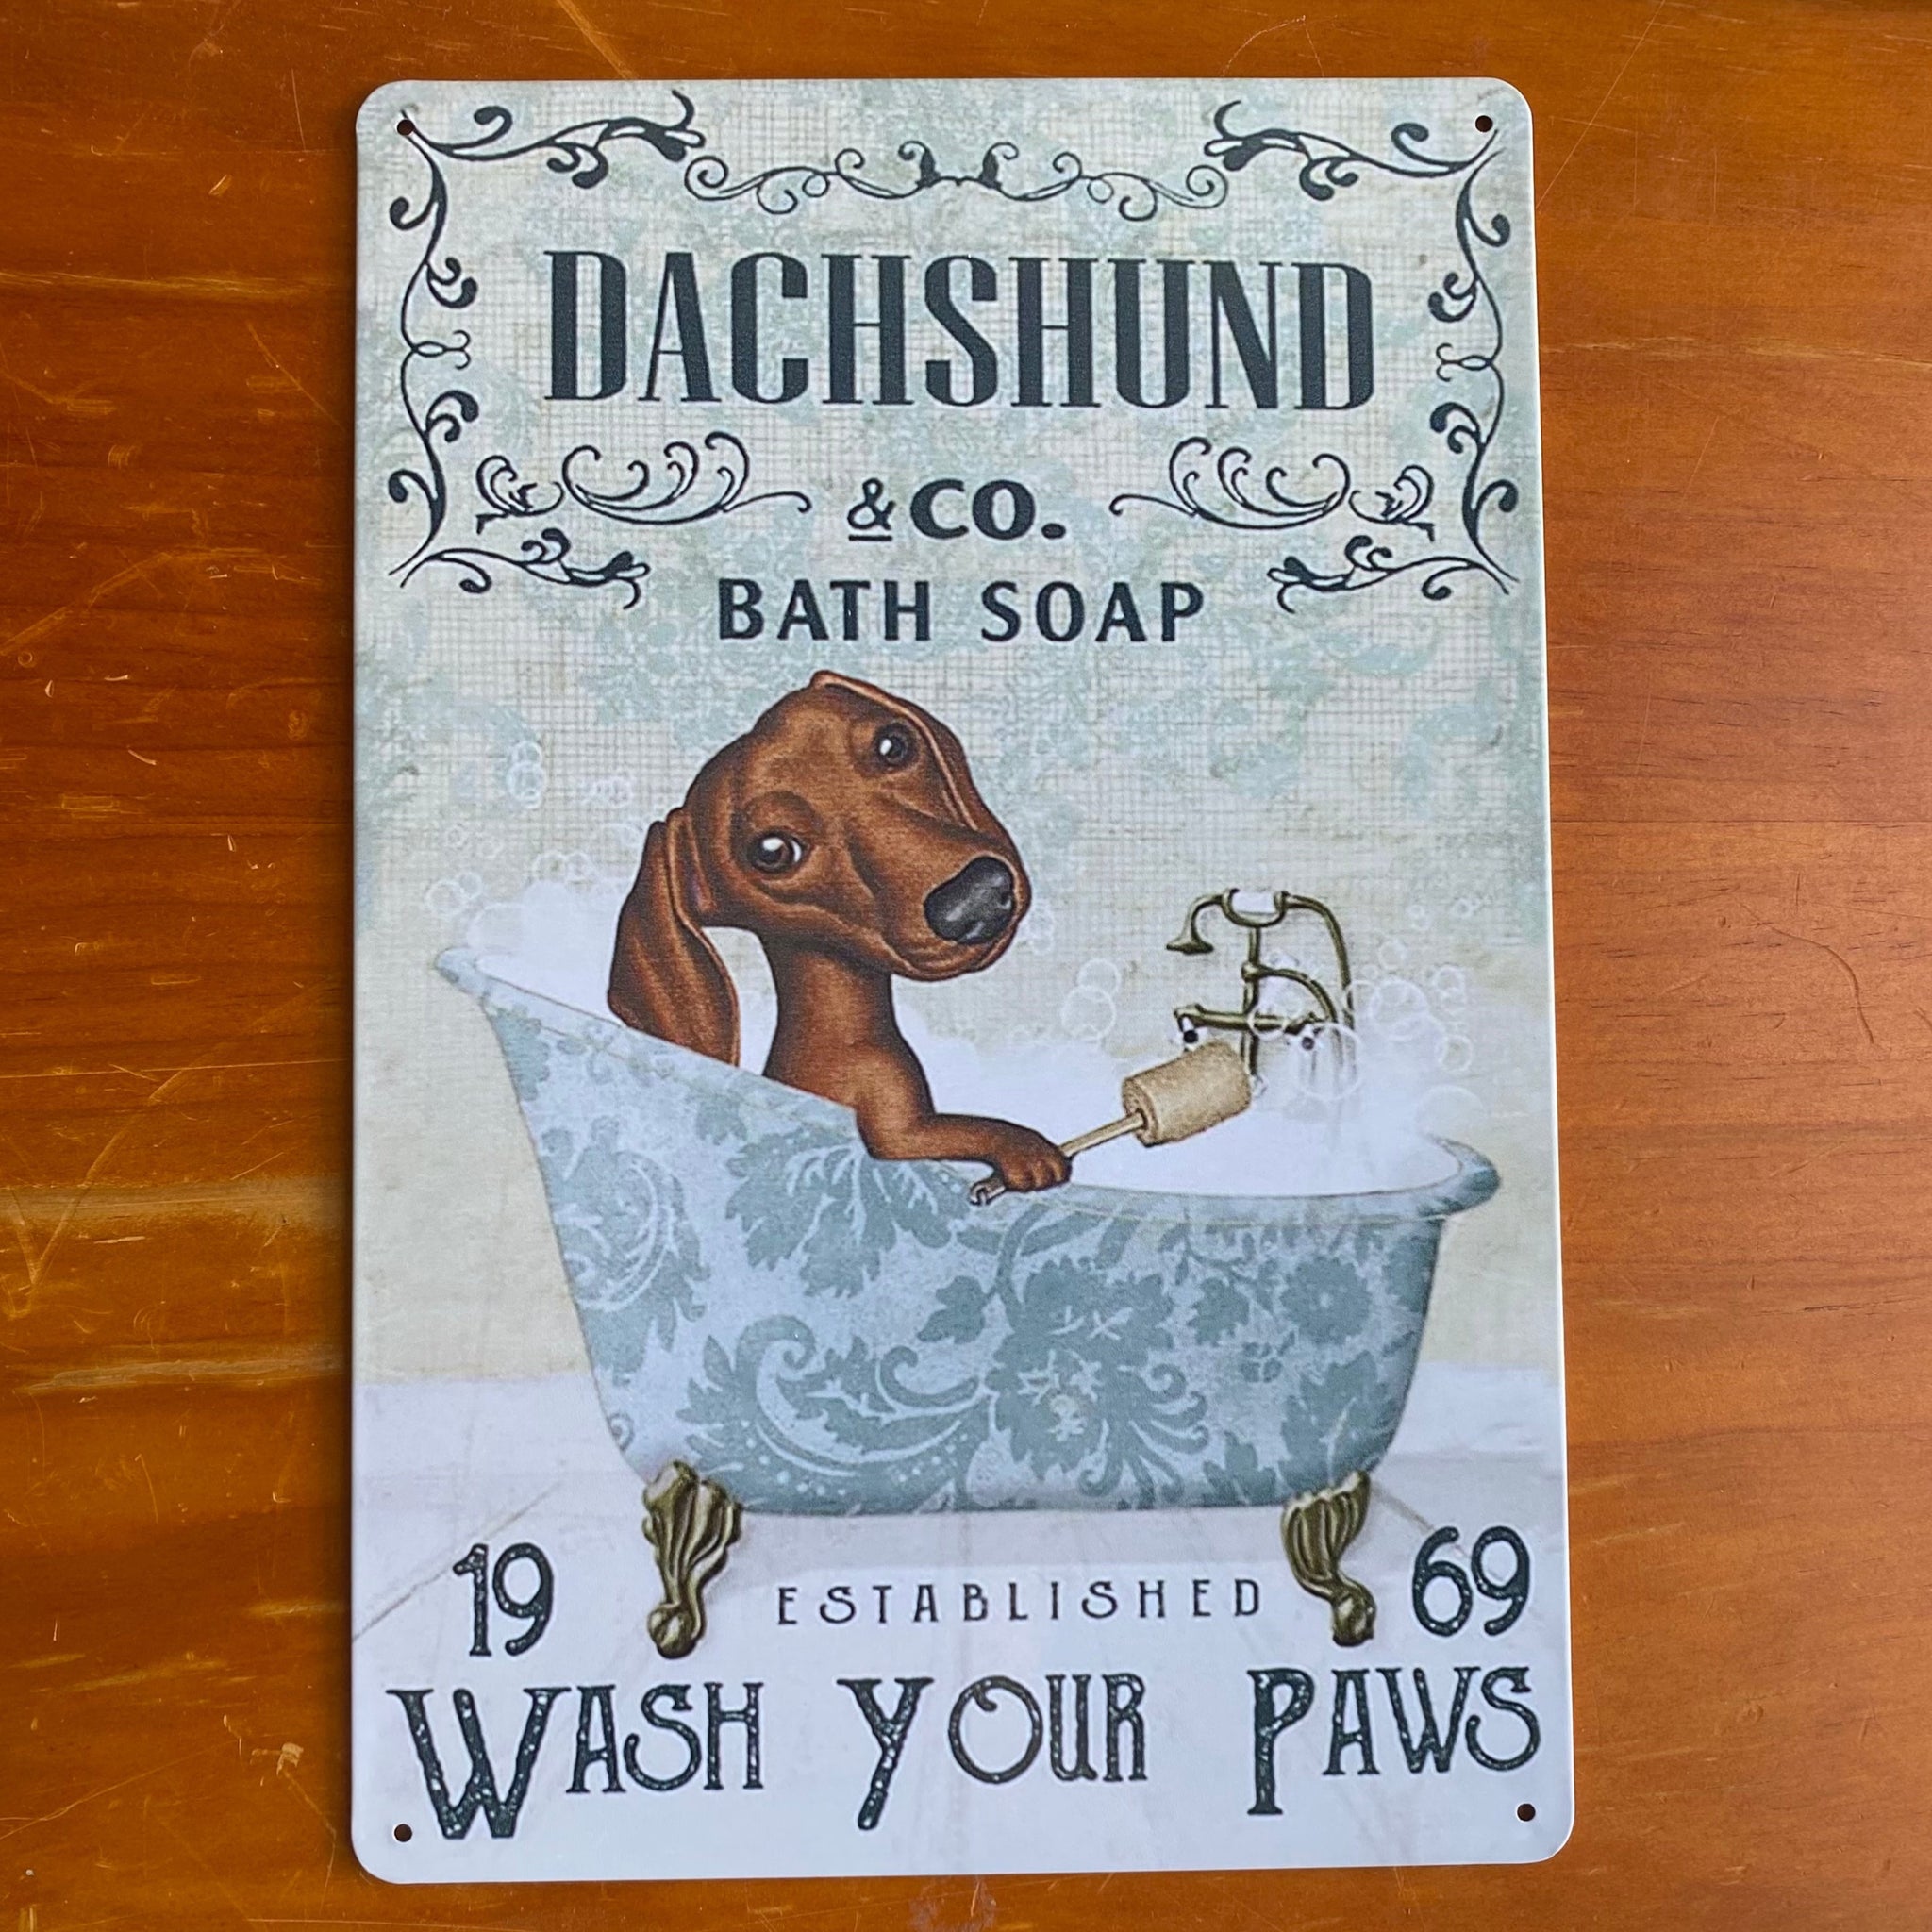 DACHSHUND
&CO.
BATH SOAP
19 ESTABLISHED 69
WASH YOUR PAWS